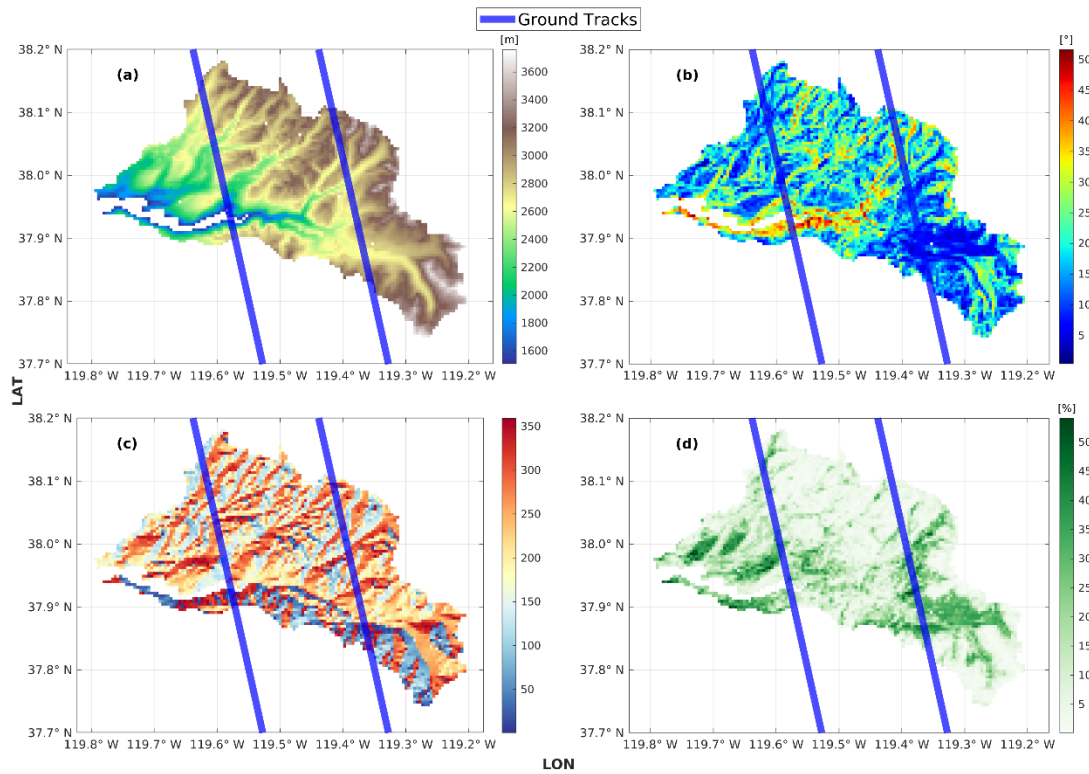 Ground Tracks
[m]
[°]
(a)
(b)
38.2° N
38.1° N
38.0° N
37.9° N
37.8° N
37.7° N
119.8° W 119.7° W 119.6° W 119.5° W 119.4° W 119.3° W 119.2° W
3600
3400
3200
3000
2800
2600
2400
2200
2000
1800
1600
38.2° N
38.1° N
38.0° N
37.9° N
37.8° N
37.7° N
119.8° W 119.7° W 119.6° W 119.5° W 119.4° W 119.3° W 119.2° W
50
45
40
35
30
25
20
15
10
5
LAT
[%]
(c)
(d)
38.2° N
38.1° N
38.0° N
37.9° N
37.8° N
37.7° N
119.8° W 119.7° W 119.6° W 119.5° W 119.4° W 119.3° W 119.2° W
350
300
250
200
150
100
50
38.2° N
38.1° N
38.0° N
37.9° N
37.8° N
37.7° N
119.8° W 119.7° W 119.6° W 119.5° W 119.4° W 119.3° W 119.2° W
50
45
40
35
30
25
20
15
10
5
LON